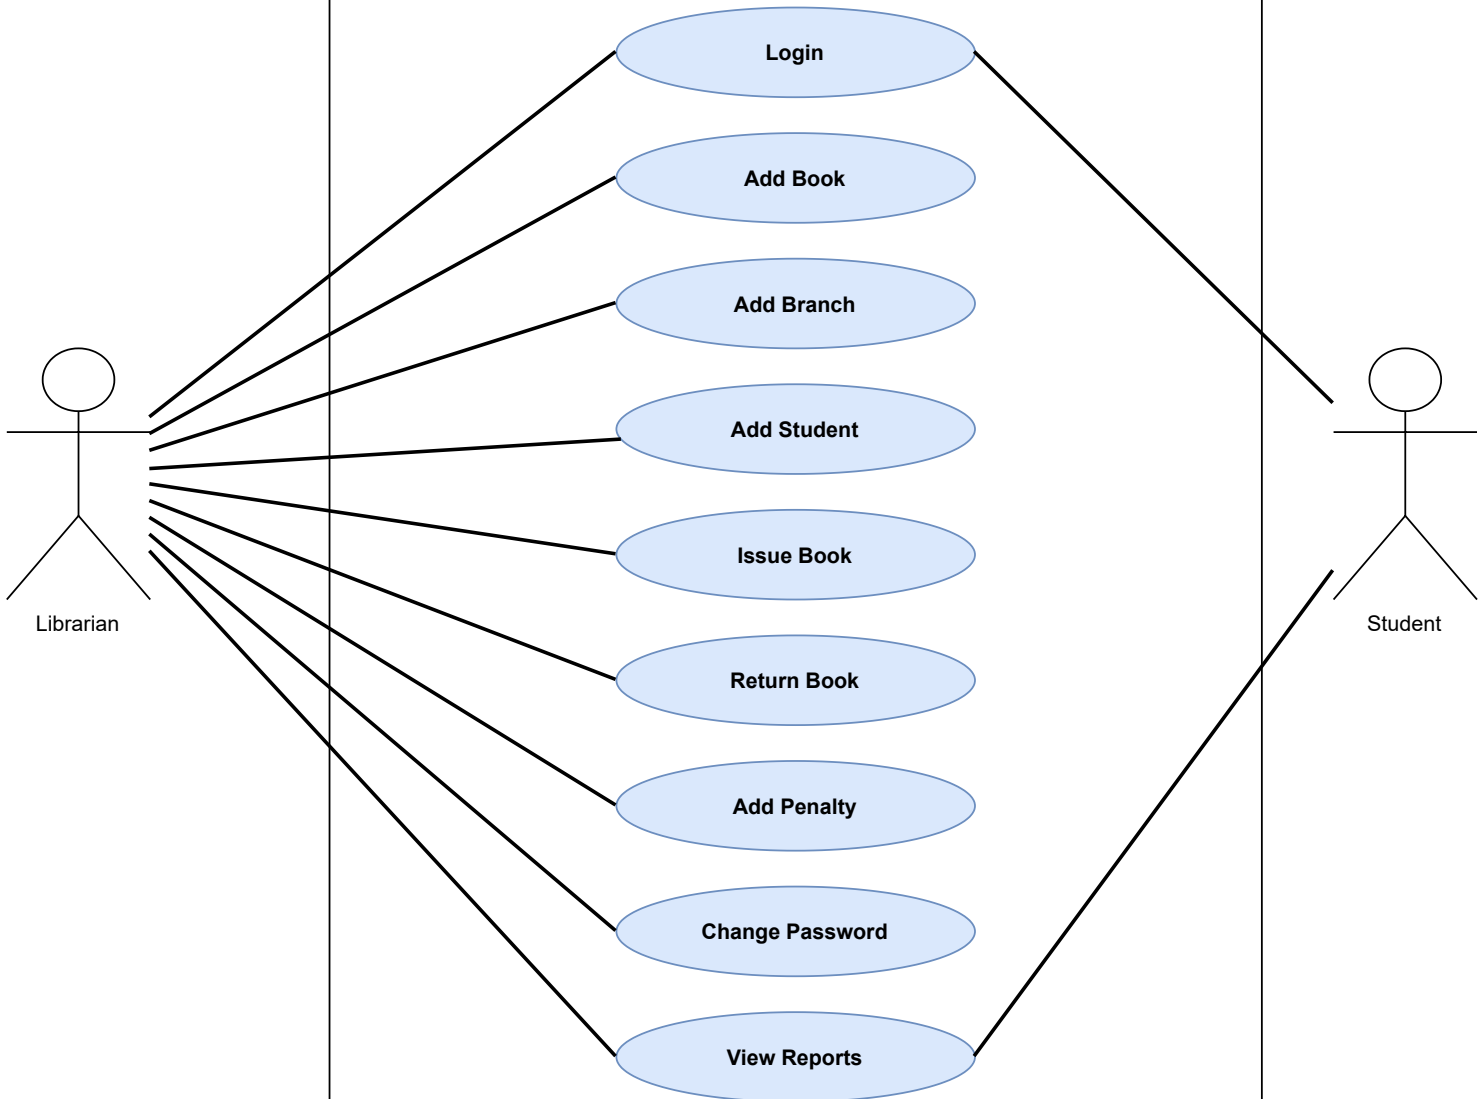 Login
Add Book
Add Branch
Add Student
Issue Book
Librarian
Student
Return Book
Add Penalty
Change Password
View Reports